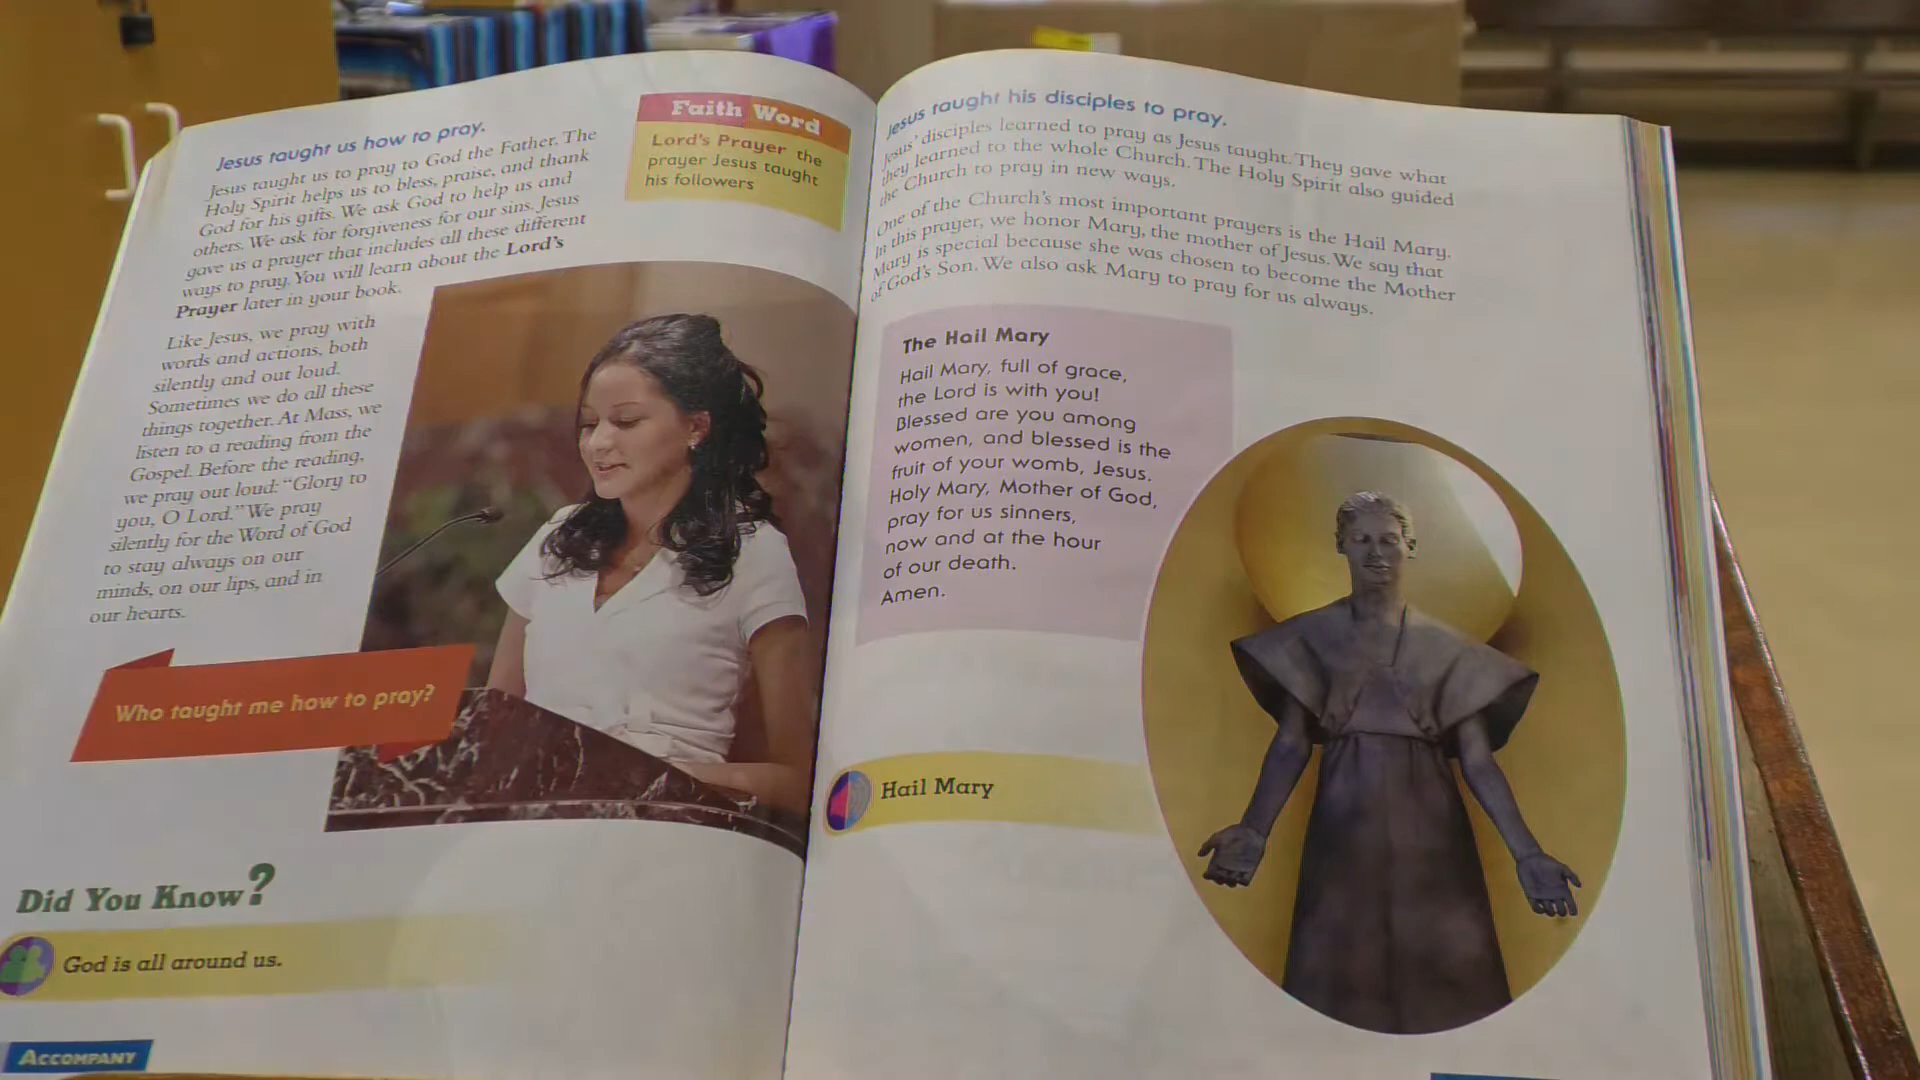 Jesus taught us how to pray.
Jesus taught us to pray to God the Father. The
Holy Spirit helps us to bless, praise, and thank
God for his gifts. We ask God to help us and
others. We ask for forgiveness for our sins. Jesus
gave us a prayer that includes all these different
ways to pray. You will learn about the Lord's
Prayer later in your book.
Like Jesus, we pray with
words and actions, both
silently and out loud.
Sometimes we do all these
things together. At Mass, we
listen to a reading from the
Gospel. Before the reading,
we pray out loud: “Glory to
you, O Lord.” We pray
silently for the Word of God
to stay always on our
minds, on our lips, and in
our hearts.
Faith Word
Lord's Prayer the
prayer Jesus taught
his followers
Who taught me how to pray?
Did You Know?
God is all around us.
ACCOMPANY
Jesus taught his disciples to pray.
Jesus' disciples learned to pray as Jesus taught. They gave what
they learned to the whole Church. The Holy Spirit also guided
the Church to pray in new ways.
One of the Church's most important prayers is the Hail Mary.
In this prayer, we honor Mary, the mother of Jesus. We say that
Mary is special because she was chosen to become the Mother
of God's Son. We also ask Mary to pray for us always.
The Hail Mary
Hail Mary, full of grace,
the Lord is with you!
Blessed are you among
women, and blessed is the
fruit of your womb, Jesus.
Holy Mary, Mother of God,
pray for us sinners,
now and at the hour
of our death.
Amen.
Hail Mary